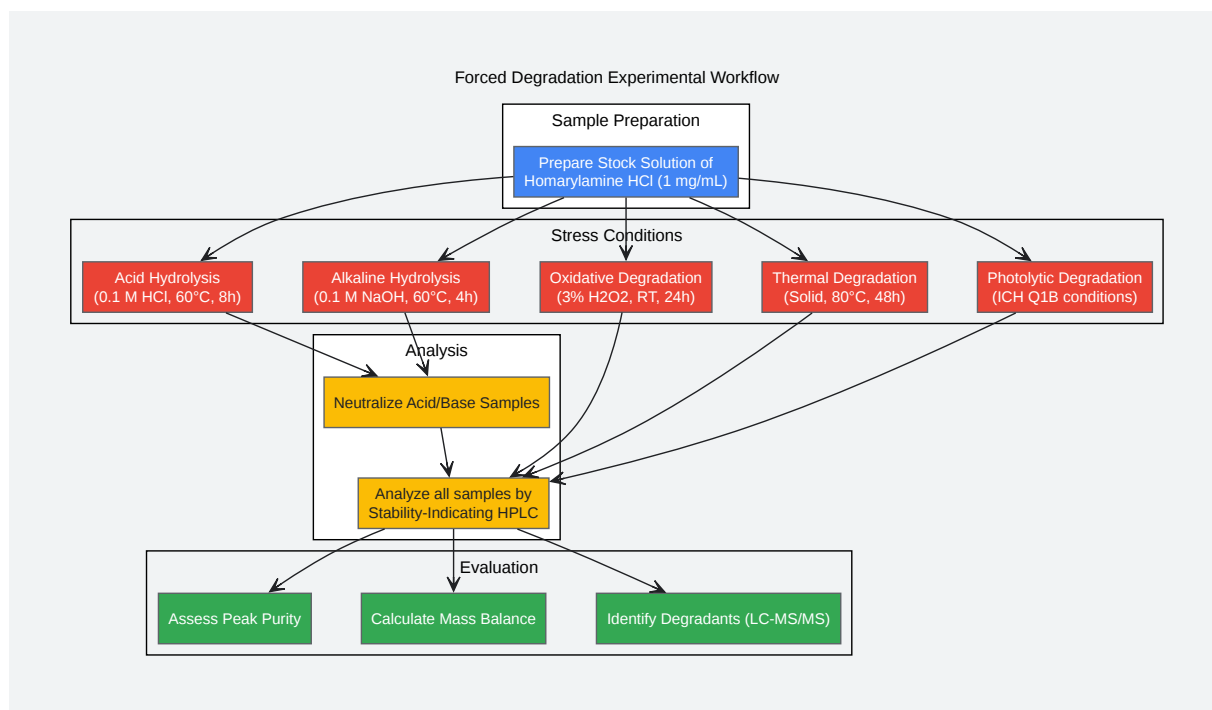 Forced Degradation Experimental Workflow
Sample Preparation
Prepare Stock Solution of
Homarylamine HCl (1 mg/mL)
Stress Conditions
Acid Hydrolysis
(0.1 M HCl, 60°C, 8h)
Alkaline Hydrolysis
(0.1 M NaOH, 60°C, 4h)
Oxidative Degradation
(3% H2O2, RT, 24h)
Thermal Degradation
(Solid, 80°C, 48h)
Photolytic Degradation
(ICH Q1B conditions)
Analysis
Neutralize Acid/Base Samples
Analyze all samples by
Stability-Indicating HPLC
Evaluation
Assess Peak Purity
Calculate Mass Balance
Identify Degradants (LC-MS/MS)